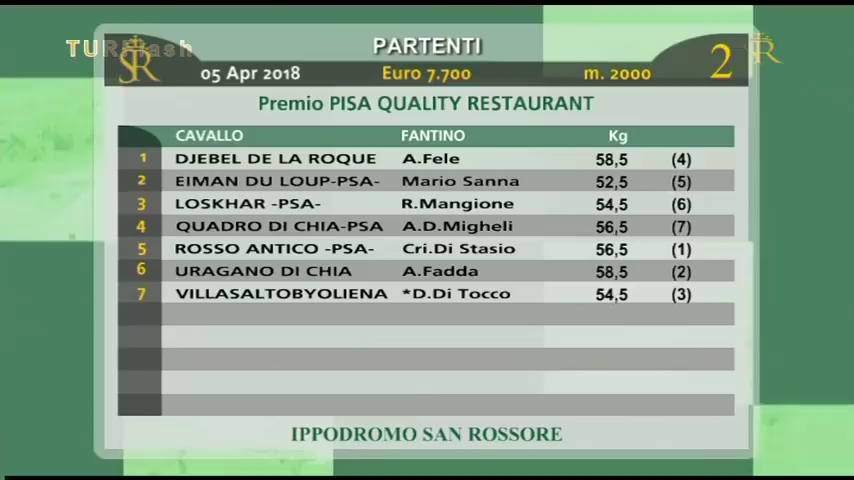 TURFflash
PARTENTI
SR
05 Apr 2018 Euro 7.700 m. 2000 2
SR
Premio PISA QUALITY RESTAURANT
CAVALLO FANTINO Kg
1 DJEBEL DE LA ROQUE A.Fele 58,5 (4)
2 EIMAN DU LOUP-PSA- Mario Sanna 52,5 (5)
3 LOSKHAR -PSA- R.Mangione 54,5 (6)
4 QUADRO DI CHIA-PSA A.D.Migheli 56,5 (7)
5 ROSSO ANTICO -PSA- Cri.Di Stasio 56,5 (1)
6 URAGANO DI CHIA A.Fadda 58,5 (2)
7 VILLASALTOBYOLIENA *D.Di Tocco 54,5 (3)
IPPODROMO SAN ROSSORE